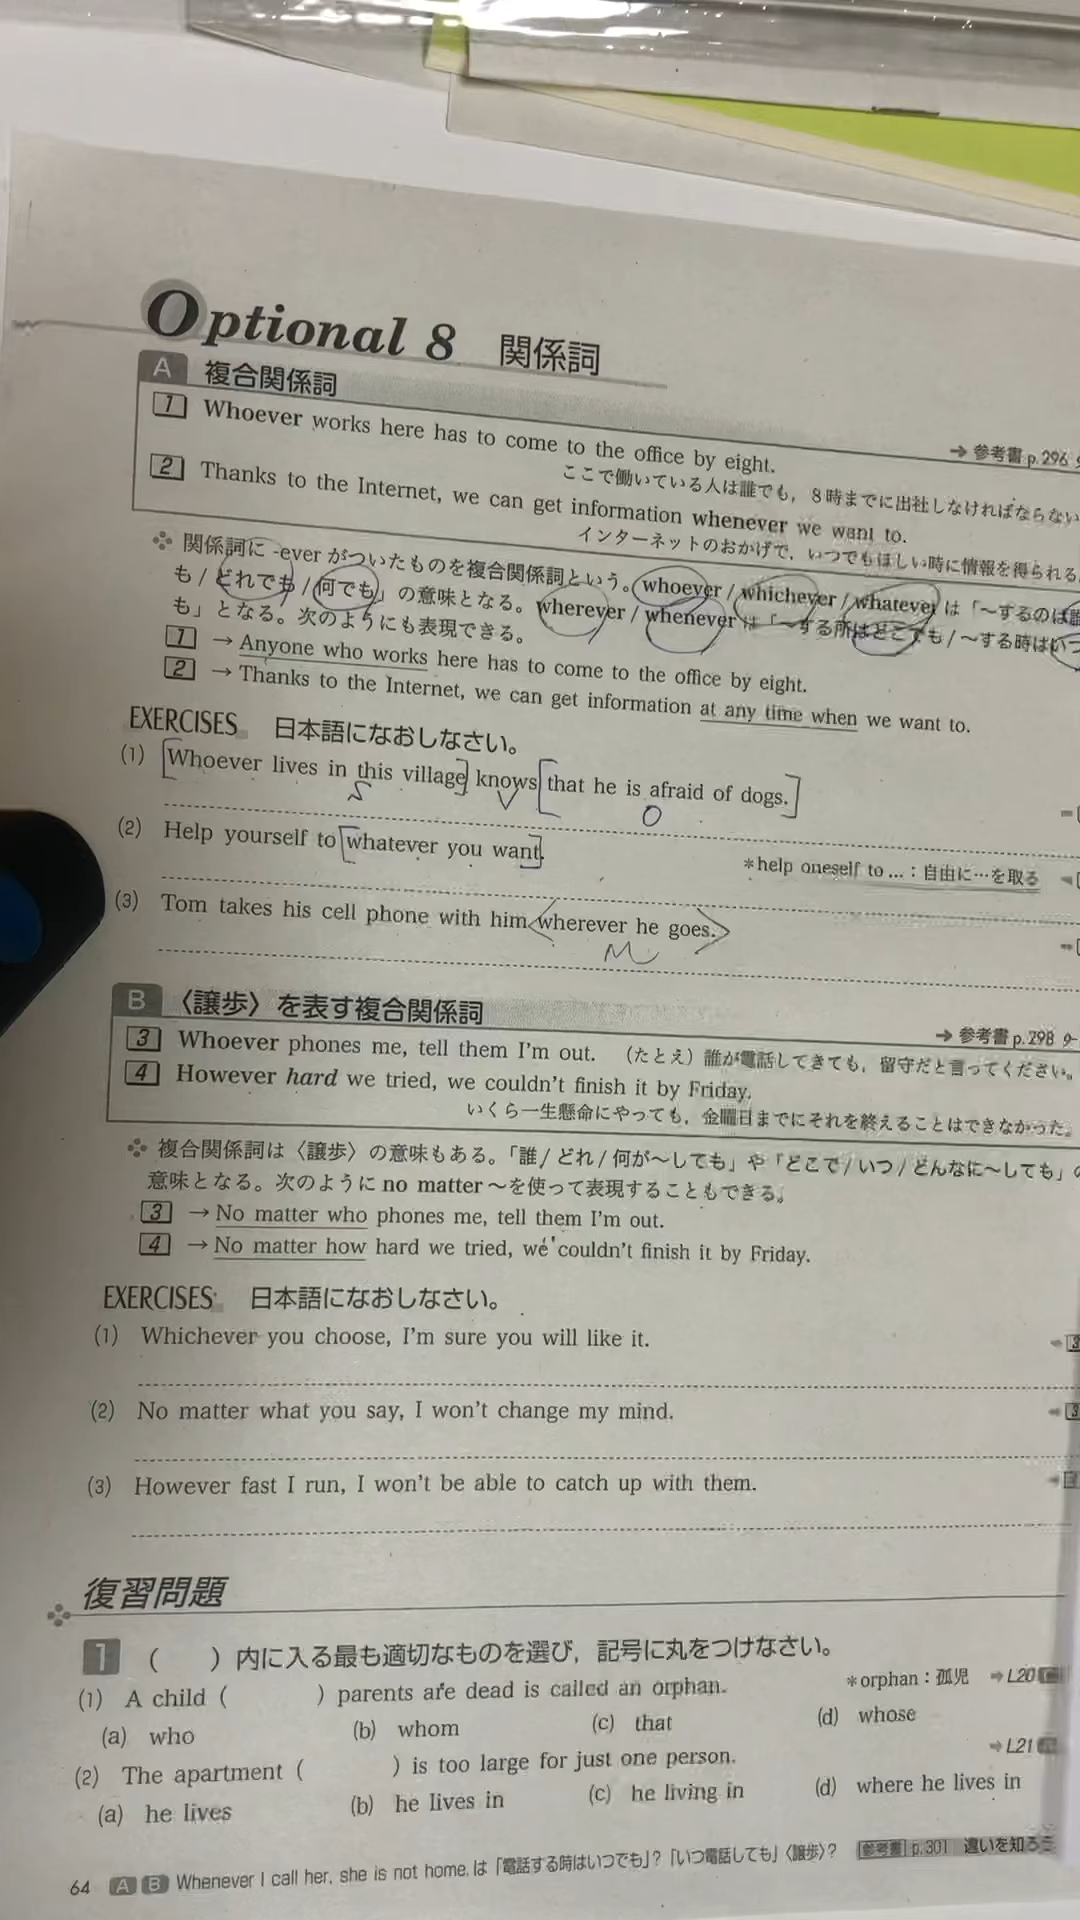 Optional 8 関係詞
A 複合関係詞
→ 参考書 p.296
1 Whoever works here has to come to the office by eight.
ここで働いている人は誰でも，8時までに出社しなければならない
2 Thanks to the Internet, we can get information whenever we want to.
インターネットのおかげで，いつでもほしい時に情報を得られる
関係詞に -ever がついたものを複合関係詞という。whoever / whichever / whatever は「〜するのは誰
も / どれでも / 何でも」の意味となる。wherever / whenever は「〜する所はどこでも / 〜する時はいつ
も」となる。次のようにも表現できる。
1 → Anyone who works here has to come to the office by eight.
2 → Thanks to the Internet, we can get information at any time when we want to.
EXERCISES 日本語になおしなさい。
(1) [Whoever lives in this village] knows [that he is afraid of dogs.]
S V O
(2) Help yourself to [whatever you want].
*help oneself to ... : 自由に…を取る
(3) Tom takes his cell phone with him <wherever he goes.>
M
B 〈譲歩〉を表す複合関係詞
→ 参考書 p.298 9-
3 Whoever phones me, tell them I'm out. （たとえ）誰が電話してきても，留守だと言ってください。
4 However hard we tried, we couldn't finish it by Friday.
いくら一生懸命にやっても，金曜日までにそれを終えることはできなかった。
複合関係詞は〈譲歩〉の意味もある。「誰 / どれ / 何が〜しても」や「どこで / いつ / どんなに〜しても」の
意味となる。次のように no matter 〜を使って表現することもできる。
3 → No matter who phones me, tell them I'm out.
4 → No matter how hard we tried, we couldn't finish it by Friday.
EXERCISES 日本語になおしなさい。
(1) Whichever you choose, I'm sure you will like it.
3
(2) No matter what you say, I won't change my mind.
3
(3) However fast I run, I won't be able to catch up with them.
復習問題
1 （　　）内に入る最も適切なものを選び，記号に丸をつけなさい。
(1) A child (　　) parents are dead is called an orphan.
*orphan : 孤児 ⇒L20
(a) who (b) whom (c) that (d) whose
⇒L21
(2) The apartment (　　) is too large for just one person.
(a) he lives (b) he lives in (c) he living in (d) where he lives in
64 A B Whenever I call her, she is not home. は「電話する時はいつでも」？「いつ電話しても」〈譲歩〉？ 参考書 p.301 違いを知ろう